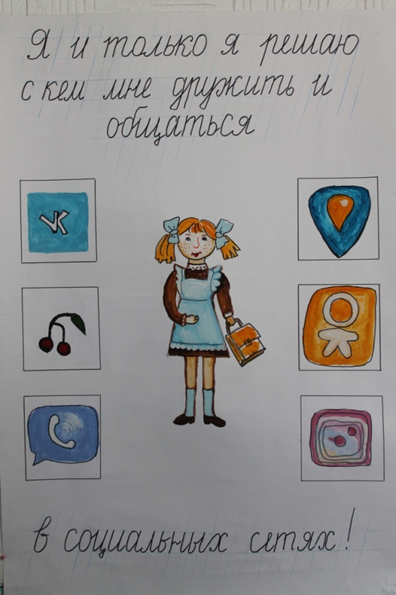 Я и только я решаю
с кем мне дружить и
общаться
в социальных сетях!